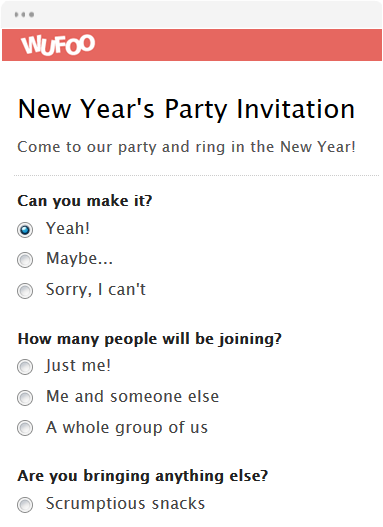 WUFOO
New Year's Party Invitation
Come to our party and ring in the New Year!
Can you make it?
Yeah!
Maybe...
Sorry, I can't
How many people will be joining?
Just me!
Me and someone else
A whole group of us
Are you bringing anything else?
Scrumptious snacks